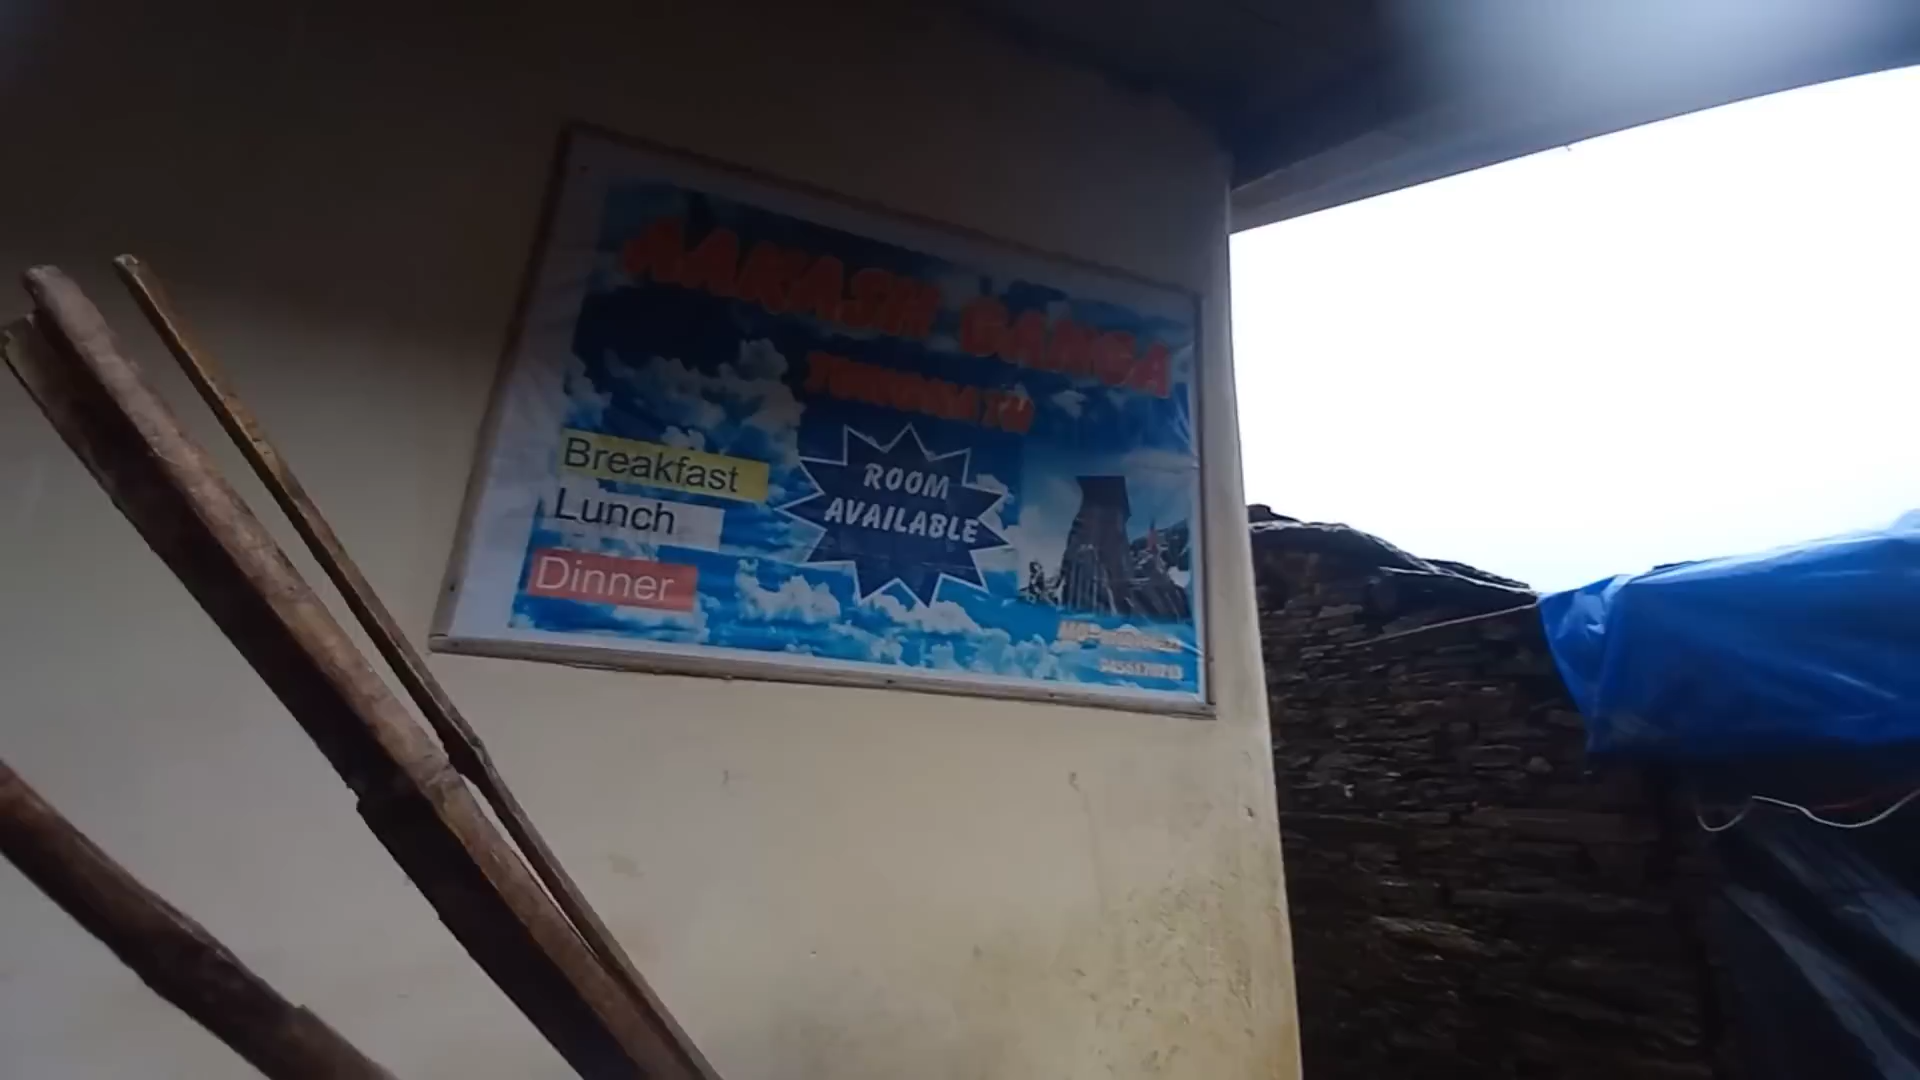 AAKASH GANGA
Breakfast
Lunch
Dinner
ROOM
AVAILABLE